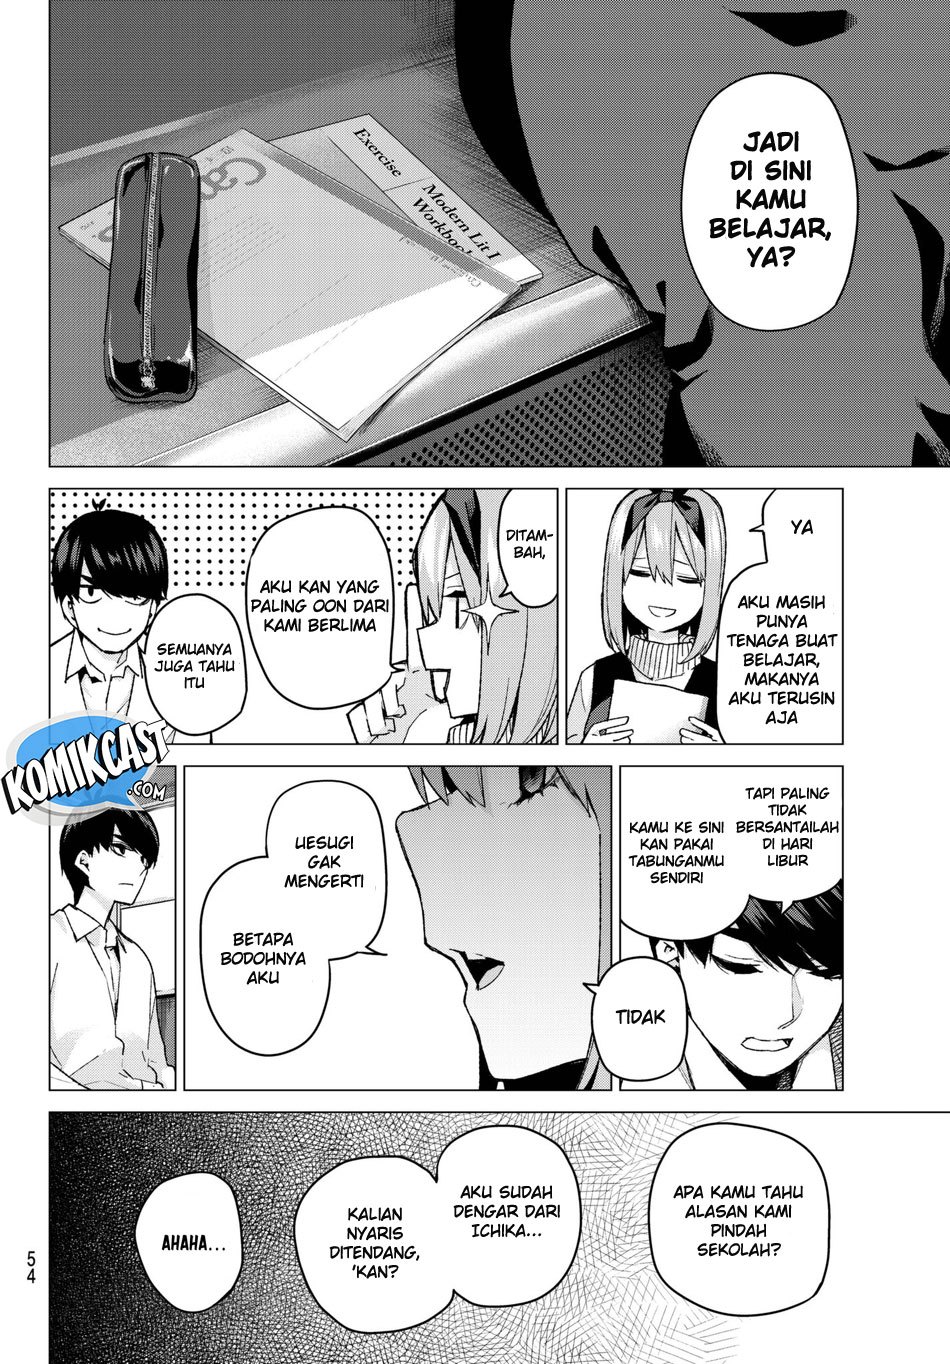 JADI
DI SINI
KAMU
BELAJAR,
YA?
Exercise
Modern Lit I
Workbook
YA
AKU MASIH
PUNYA
TENAGA BUAT
BELAJAR,
MAKANYA
AKU TERUSIN
AJA
DITAM-
BAH,
AKU KAN YANG
PALING OON DARI
KAMI BERLIMA
SEMUANYA
JUGA TAHU
ITU
KOMIKCAST
.COM
TAPI PALING
TIDAK
BERSANTAILAH
DI HARI
LIBUR
KAMU KE SINI
KAN PAKAI
TABUNGANMU
SENDIRI
TIDAK
UESUGI
GAK
MENGERTI
BETAPA
BODOHNYA
AKU
APA KAMU TAHU
ALASAN KAMI
PINDAH
SEKOLAH?
AKU SUDAH
DENGAR DARI
ICHIKA...
KALIAN
NYARIS
DITENDANG,
'KAN?
AHAHA...
54